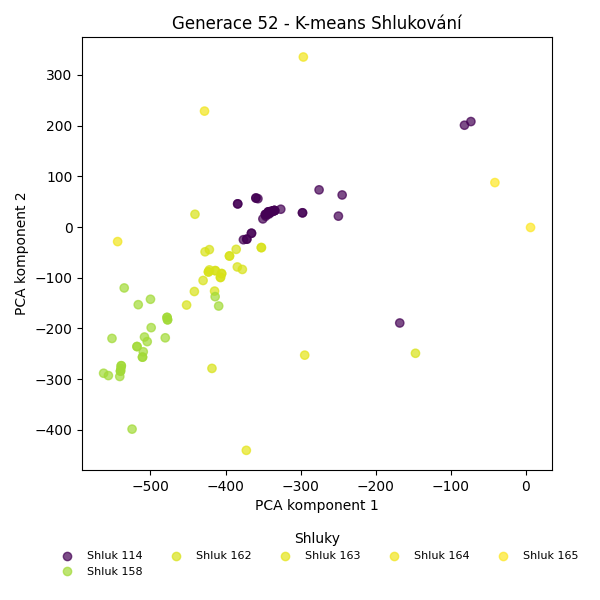 Generace 52 - K-means Shlukování
300
200
100
0
−100
−200
−300
−400
PCA komponent 2
−500 −400 −300 −200 −100 0
PCA komponent 1
Shluky
Shluk 114 Shluk 162 Shluk 163 Shluk 164 Shluk 165
Shluk 158